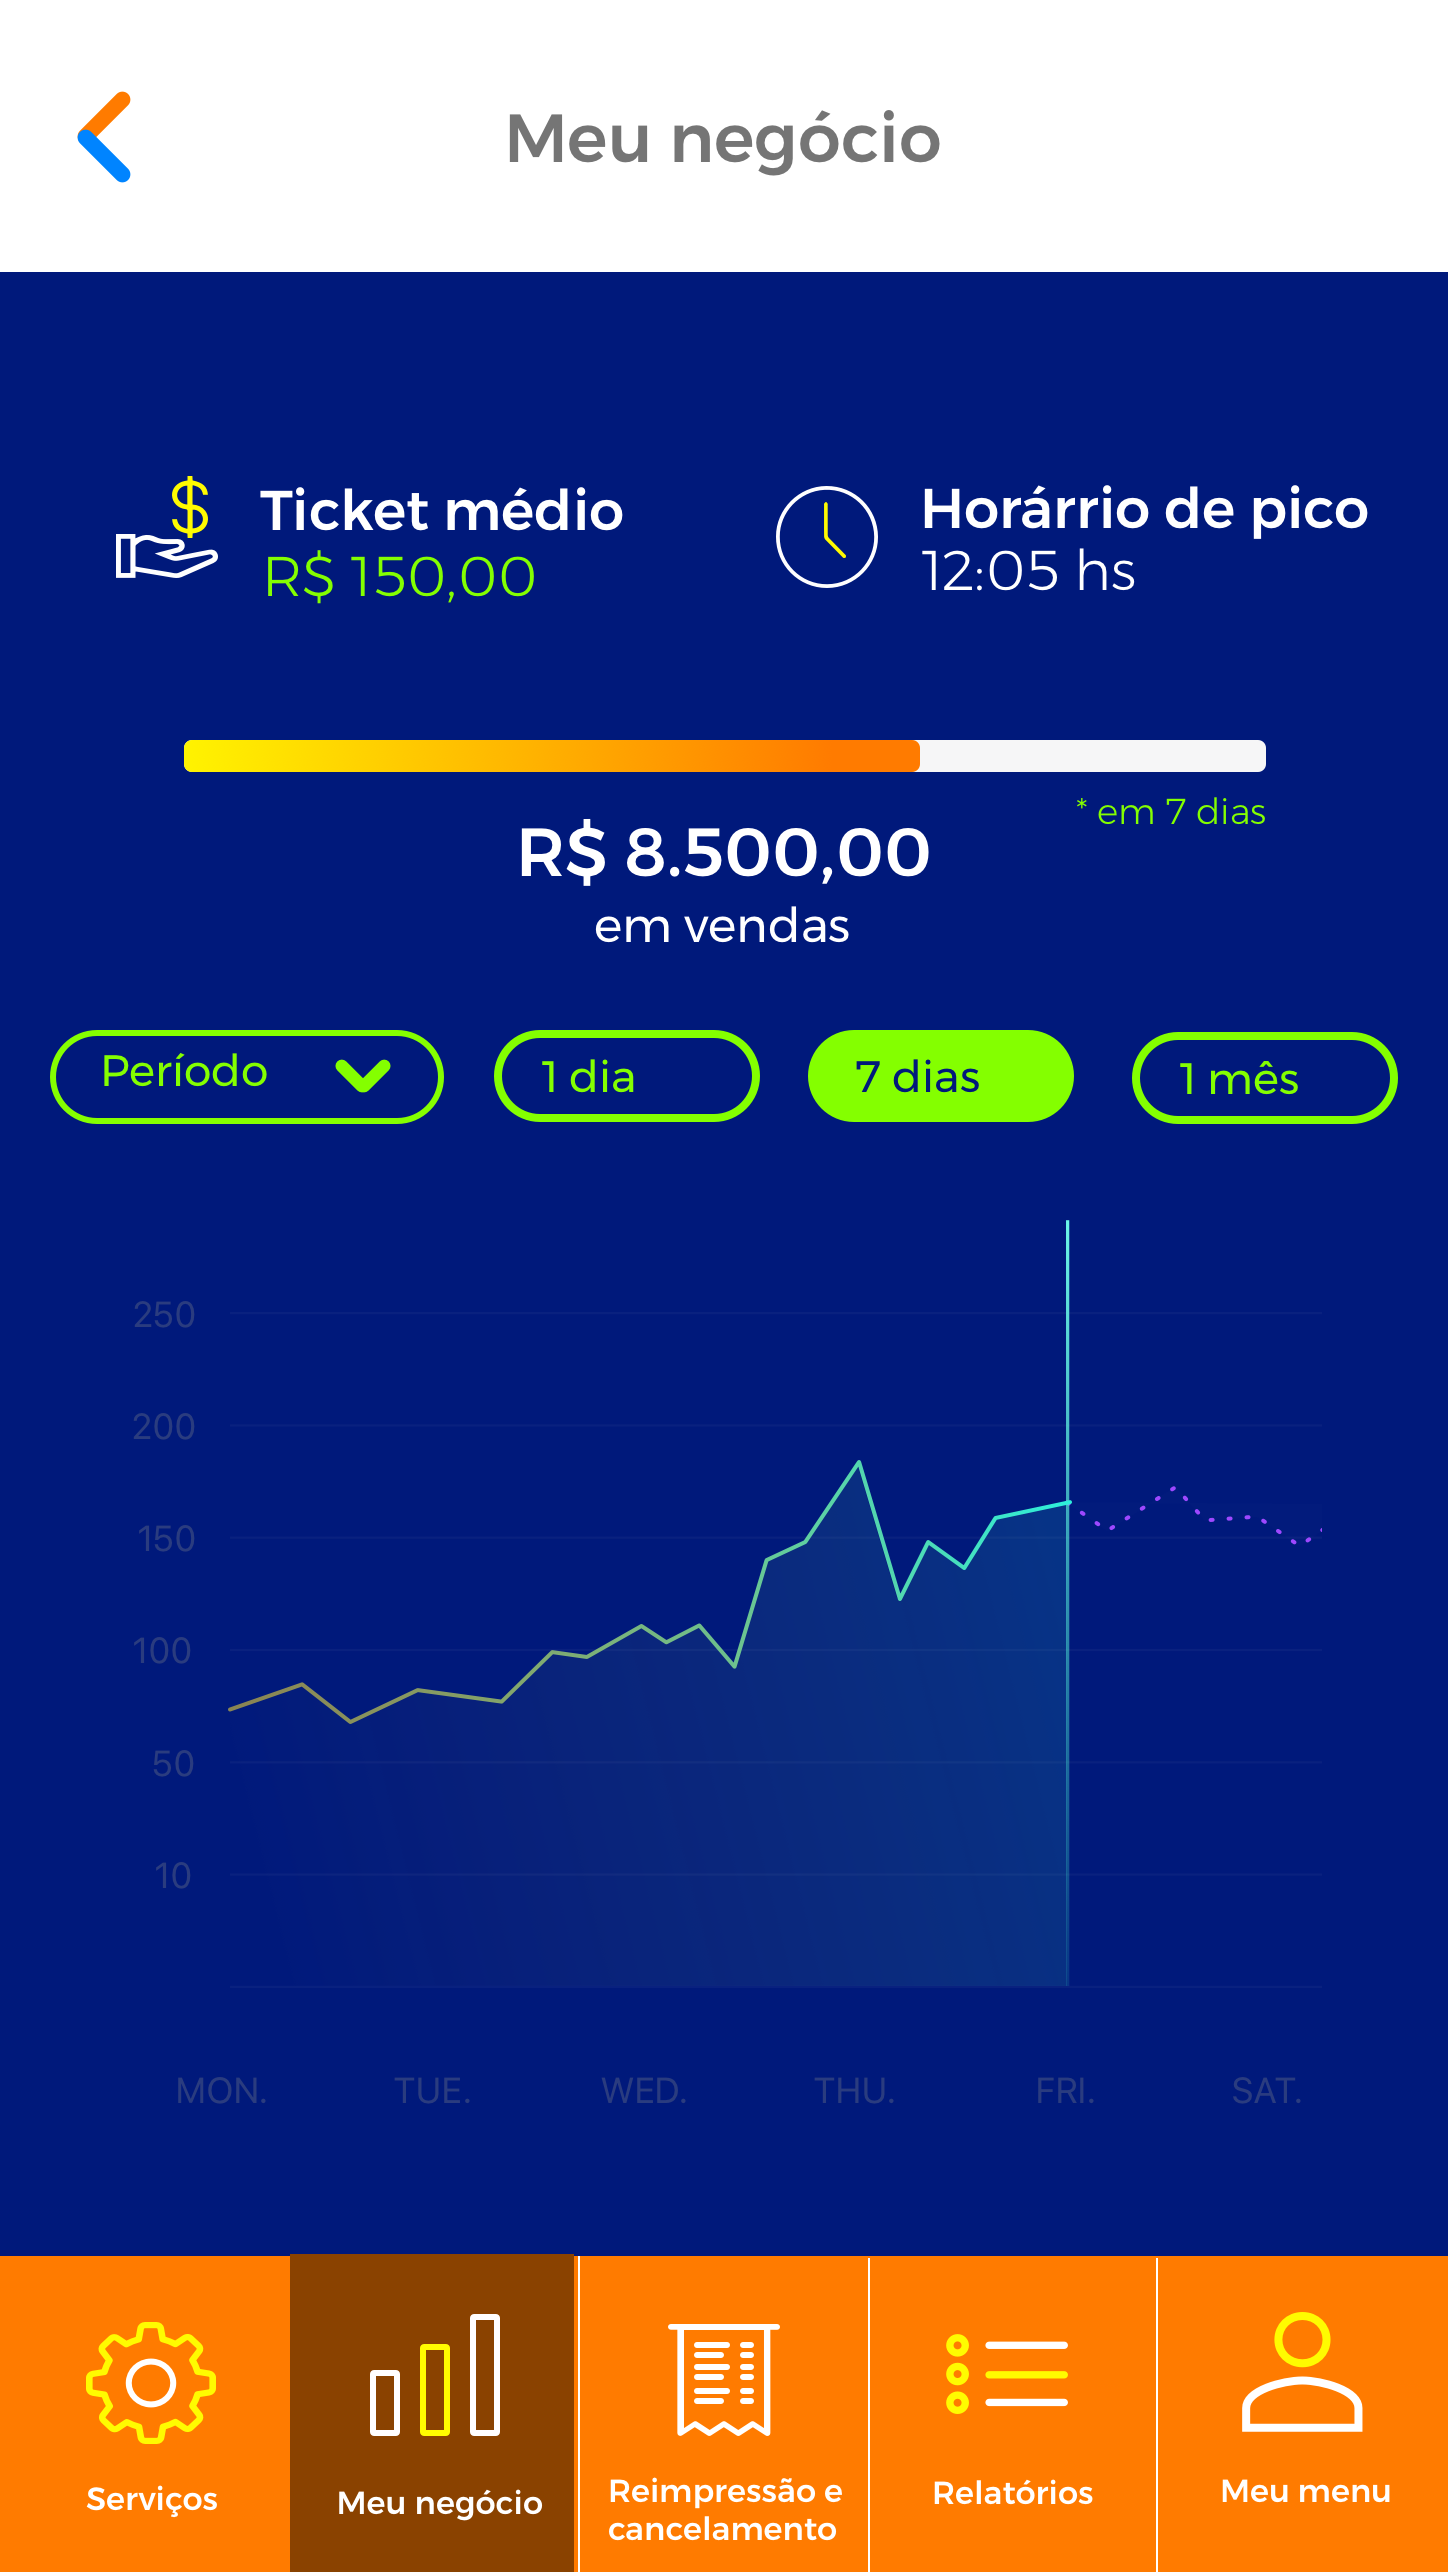 Meu negócio
Ticket médio
R$ 150,00
Horárrio de pico
12:05 hs
* em 7 dias
R$ 8.500,00
em vendas
Período
1 dia
7 dias
1 mês
250
200
150
100
50
10
MON. TUE. WED. THU. FRI. SAT.
Serviços
Meu negócio
Reimpressão e
cancelamento
Relatórios
Meu menu